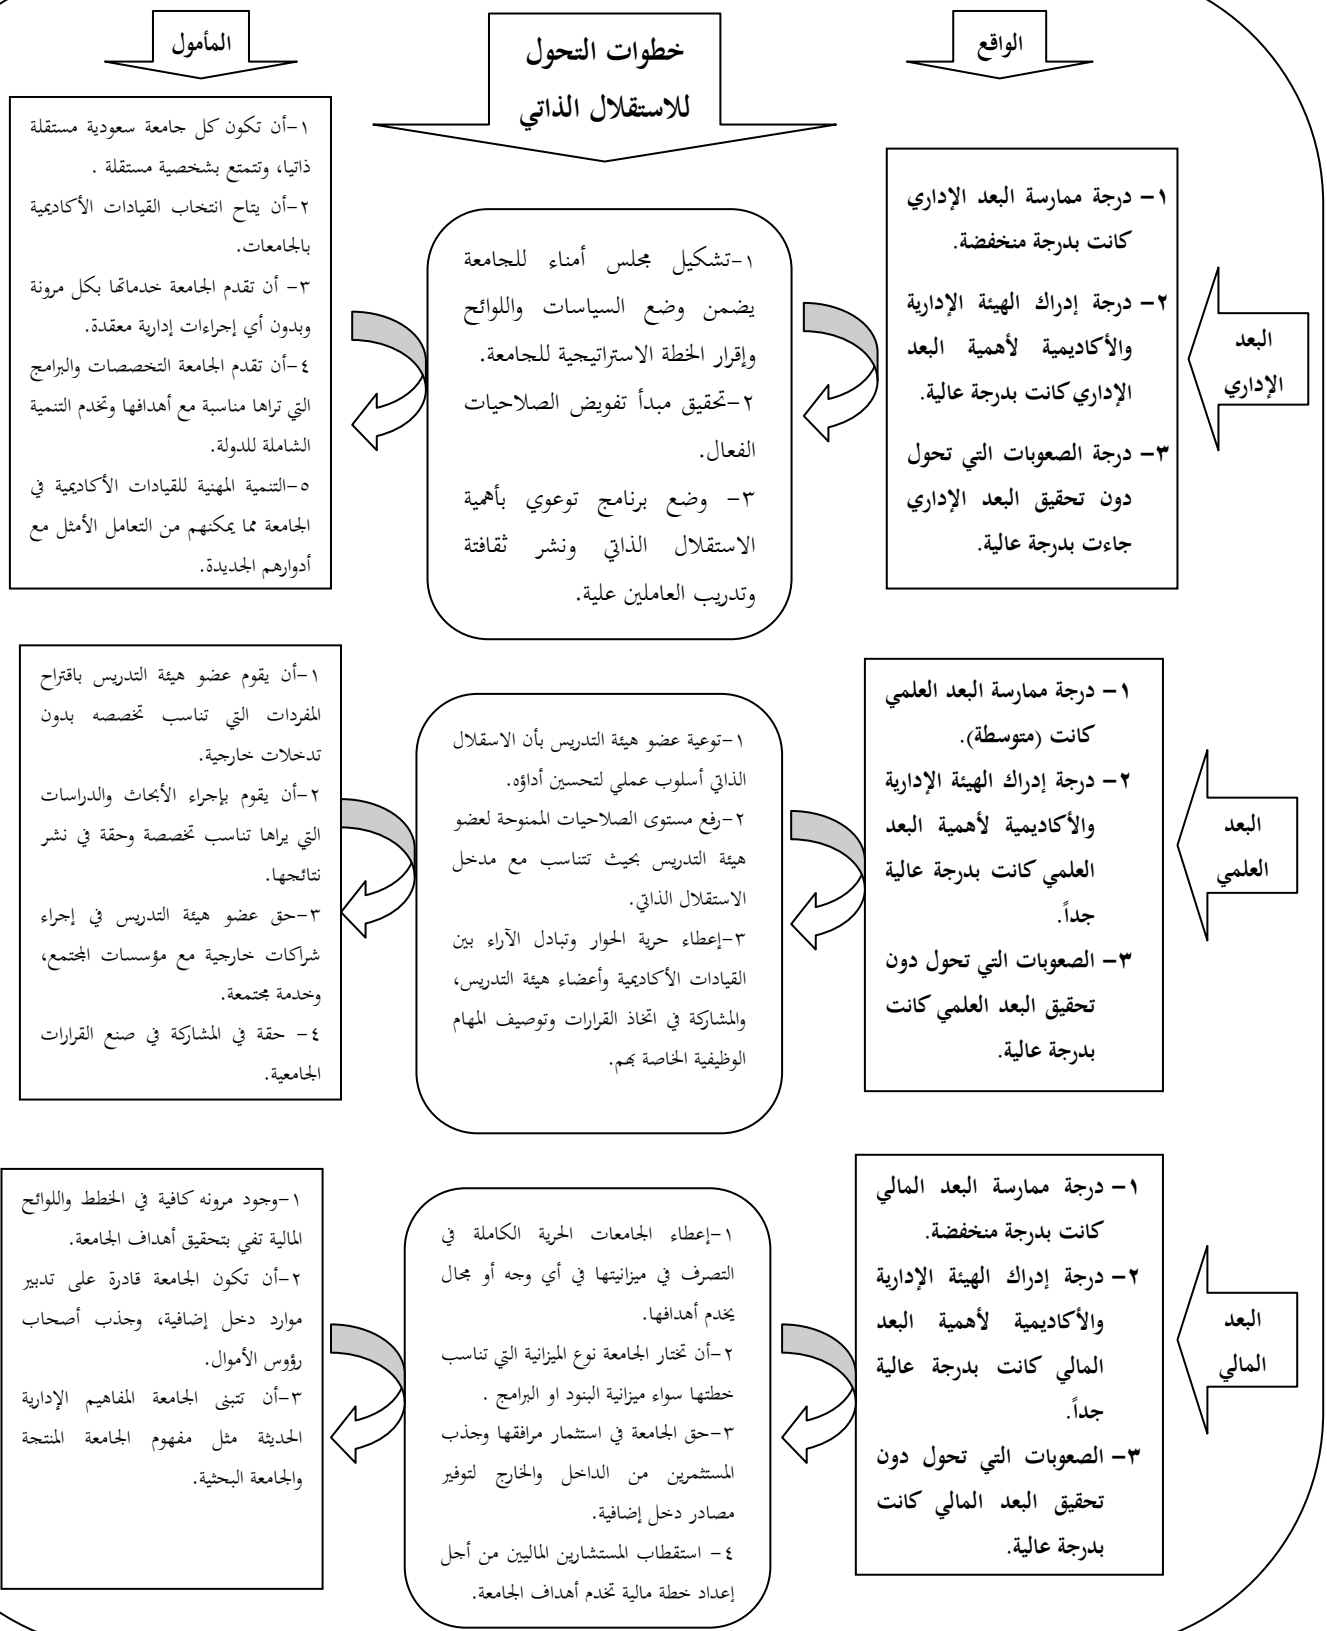 الواقع
خطوات التحول
للاستقلال الذاتي
المأمول
البعد
الإداري
١- درجة ممارسة البعد الإداري
كانت بدرجة منخفضة.
٢- درجة إدراك الهيئة الإدارية
والأكاديمية لأهمية البعد
الإداري كانت بدرجة عالية.
٣- درجة الصعوبات التي تحول
دون تحقيق البعد الإداري
جاءت بدرجة عالية.
١-تشكيل مجلس أمناء للجامعة
يضمن وضع السياسات واللوائح
وإقرار الخطة الاستراتيجية للجامعة.
٢-تحقيق مبدأ تفويض الصلاحيات
الفعال.
٣- وضع برنامج توعوي بأهمية
الاستقلال الذاتي ونشر ثقافتة
وتدريب العاملين علية.
١-أن تكون كل جامعة سعودية مستقلة
ذاتيا، وتتمتع بشخصية مستقلة .
٢-أن يتاح انتخاب القيادات الأكاديمية
بالجامعات.
٣- أن تقدم الجامعة خدماتها بكل مرونة
وبدون أي إجراءات إدارية معقدة.
٤-أن تقدم الجامعة التخصصات والبرامج
التي تراها مناسبة مع أهدافها وتخدم التنمية
الشاملة للدولة.
٥-التنمية المهنية للقيادات الأكاديمية في
الجامعة مما يمكنهم من التعامل الأمثل مع
أدوارهم الجديدة.
البعد
العلمي
١- درجة ممارسة البعد العلمي
كانت (متوسطة).
٢- درجة إدراك الهيئة الإدارية
والأكاديمية لأهمية البعد
العلمي كانت بدرجة عالية
جداً.
٣- الصعوبات التي تحول دون
تحقيق البعد العلمي كانت
بدرجة عالية.
١-توعية عضو هيئة التدريس بأن الاسقلال
الذاتي أسلوب عملي لتحسين أداؤه.
٢-رفع مستوى الصلاحيات الممنوحة لعضو
هيئة التدريس بحيث تتناسب مع مدخل
الاستقلال الذاتي.
٣-إعطاء حرية الحوار وتبادل الآراء بين
القيادات الأكاديمية وأعضاء هيئة التدريس،
والمشاركة في اتخاذ القرارات وتوصيف المهام
الوظيفية الخاصة بهم.
١-أن يقوم عضو هيئة التدريس باقتراح
المفردات التي تناسب تخصصه بدون
تدخلات خارجية.
٢-أن يقوم بإجراء الأبحاث والدراسات
التي يراها تناسب تخصصة وحقة في نشر
نتائجها.
٣-حق عضو هيئة التدريس في إجراء
شراكات خارجية مع مؤسسات المجتمع،
وخدمة مجتمعة.
٤- حقة في المشاركة في صنع القرارات
الجامعية.
البعد
المالي
١- درجة ممارسة البعد المالي
كانت بدرجة منخفضة.
٢- درجة إدراك الهيئة الإدارية
والأكاديمية لأهمية البعد
المالي كانت بدرجة عالية
جداً.
٣- الصعوبات التي تحول دون
تحقيق البعد المالي كانت
بدرجة عالية.
١-إعطاء الجامعات الحرية الكاملة في
التصرف في ميزانيتها في أي وجه أو مجال
يخدم أهدافها.
٢-أن تختار الجامعة نوع الميزانية التي تناسب
خطتها سواء ميزانية البنود او البرامج .
٣-حق الجامعة في استثمار مرافقها وجذب
المستثمرين من الداخل والخارج لتوفير
مصادر دخل إضافية.
٤- استقطاب المستشارين الماليين من أجل
إعداد خطة مالية تخدم أهداف الجامعة.
١-وجود مرونه كافية في الخطط واللوائح
المالية تفي بتحقيق أهداف الجامعة.
٢-أن تكون الجامعة قادرة على تدبير
موارد دخل إضافية، وجذب أصحاب
رؤوس الأموال.
٣-أن تتبنى الجامعة المفاهيم الإدارية
الحديثة مثل مفهوم الجامعة المنتجة
والجامعة البحثية.